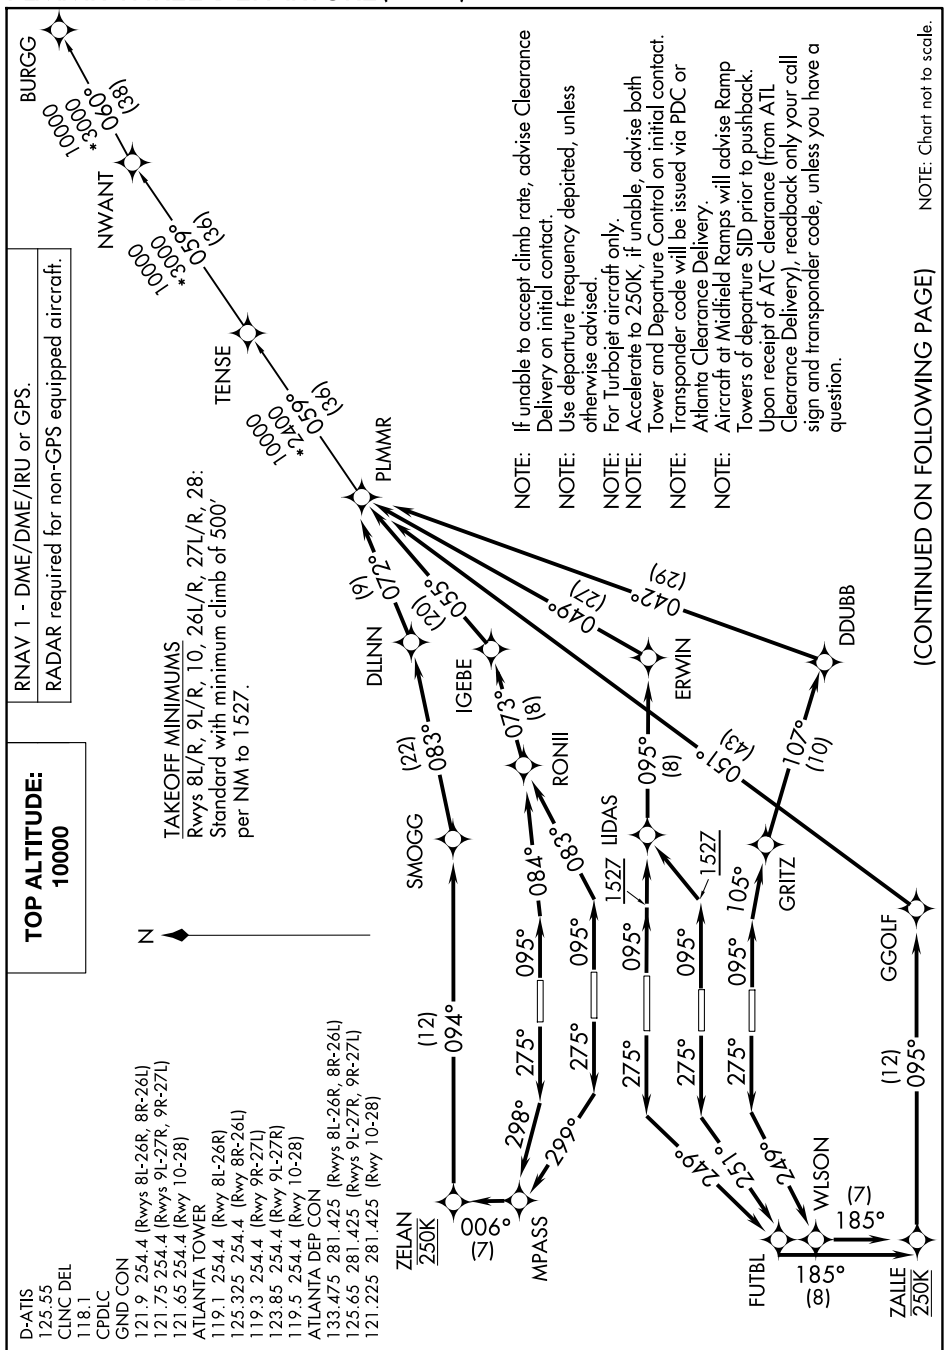 D-ATIS
125.55
CLNC DEL
118.1
CPDLC
GND CON
121.9 254.4 (Rwys 8L-26R, 8R-26L)
121.75 254.4 (Rwys 9L-27R, 9R-27L)
121.65 254.4 (Rwy 10-28)
ATLANTA TOWER
119.1 254.4 (Rwy 8L-26R)
125.325 254.4 (Rwy 8R-26L)
119.3 254.4 (Rwy 9R-27L)
123.85 254.4 (Rwy 9L-27R)
119.5 254.4 (Rwy 10-28)
ATLANTA DEP CON
133.475 281.425 (Rwys 8L-26R, 8R-26L)
125.65 281.425 (Rwys 9L-27R, 9R-27L)
121.225 281.425 (Rwy 10-28)
TOP ALTITUDE:
10000
RNAV 1 - DME/DME/IRU or GPS.
RADAR required for non-GPS equipped aircraft.
N
TAKEOFF MINIMUMS
Rwys 8L/R, 9L/R, 10, 26L/R, 27L/R, 28:
Standard with minimum climb of 500'
per NM to 1527.
BURGG
10000
*3000
060°
(38)
NWANT
10000
*3000
059°
(36)
TENSE
10000
*2400
059°
(36)
PLMMR
(9)
072°
DLLNN
(22)
083°
SMOGG
(12)
094°
ZELAN
250K
006°
(7)
MPASS
(20)
055°
IGEBE
073°
(8)
RONII
084°
083°
095°
275°
298°
095°
275°
299°
049°
(27)
ERWIN
095°
(8)
LIDAS
1527
1527
095°
275°
249°
095°
275°
251°
042°
(29)
DDUBB
107°
(10)
GRITZ
105°
095°
275°
249°
051°
(43)
GGOLF
(12)
095°
FUTBL
WLSON
(7)
185°
185°
(8)
ZALLE
250K
NOTE: If unable to accept climb rate, advise Clearance
Delivery on initial contact.
NOTE: Use departure frequency depicted, unless
otherwise advised.
NOTE: For Turbojet aircraft only.
NOTE: Accelerate to 250K, if unable, advise both
Tower and Departure Control on initial contact.
NOTE: Transponder code will be issued via PDC or
Atlanta Clearance Delivery.
NOTE: Aircraft at Midfield Ramps will advise Ramp
Towers of departure SID prior to pushback.
Upon receipt of ATC clearance (from ATL
Clearance Delivery), readback only your call
sign and transponder code, unless you have a
question.
(CONTINUED ON FOLLOWING PAGE)
NOTE: Chart not to scale.